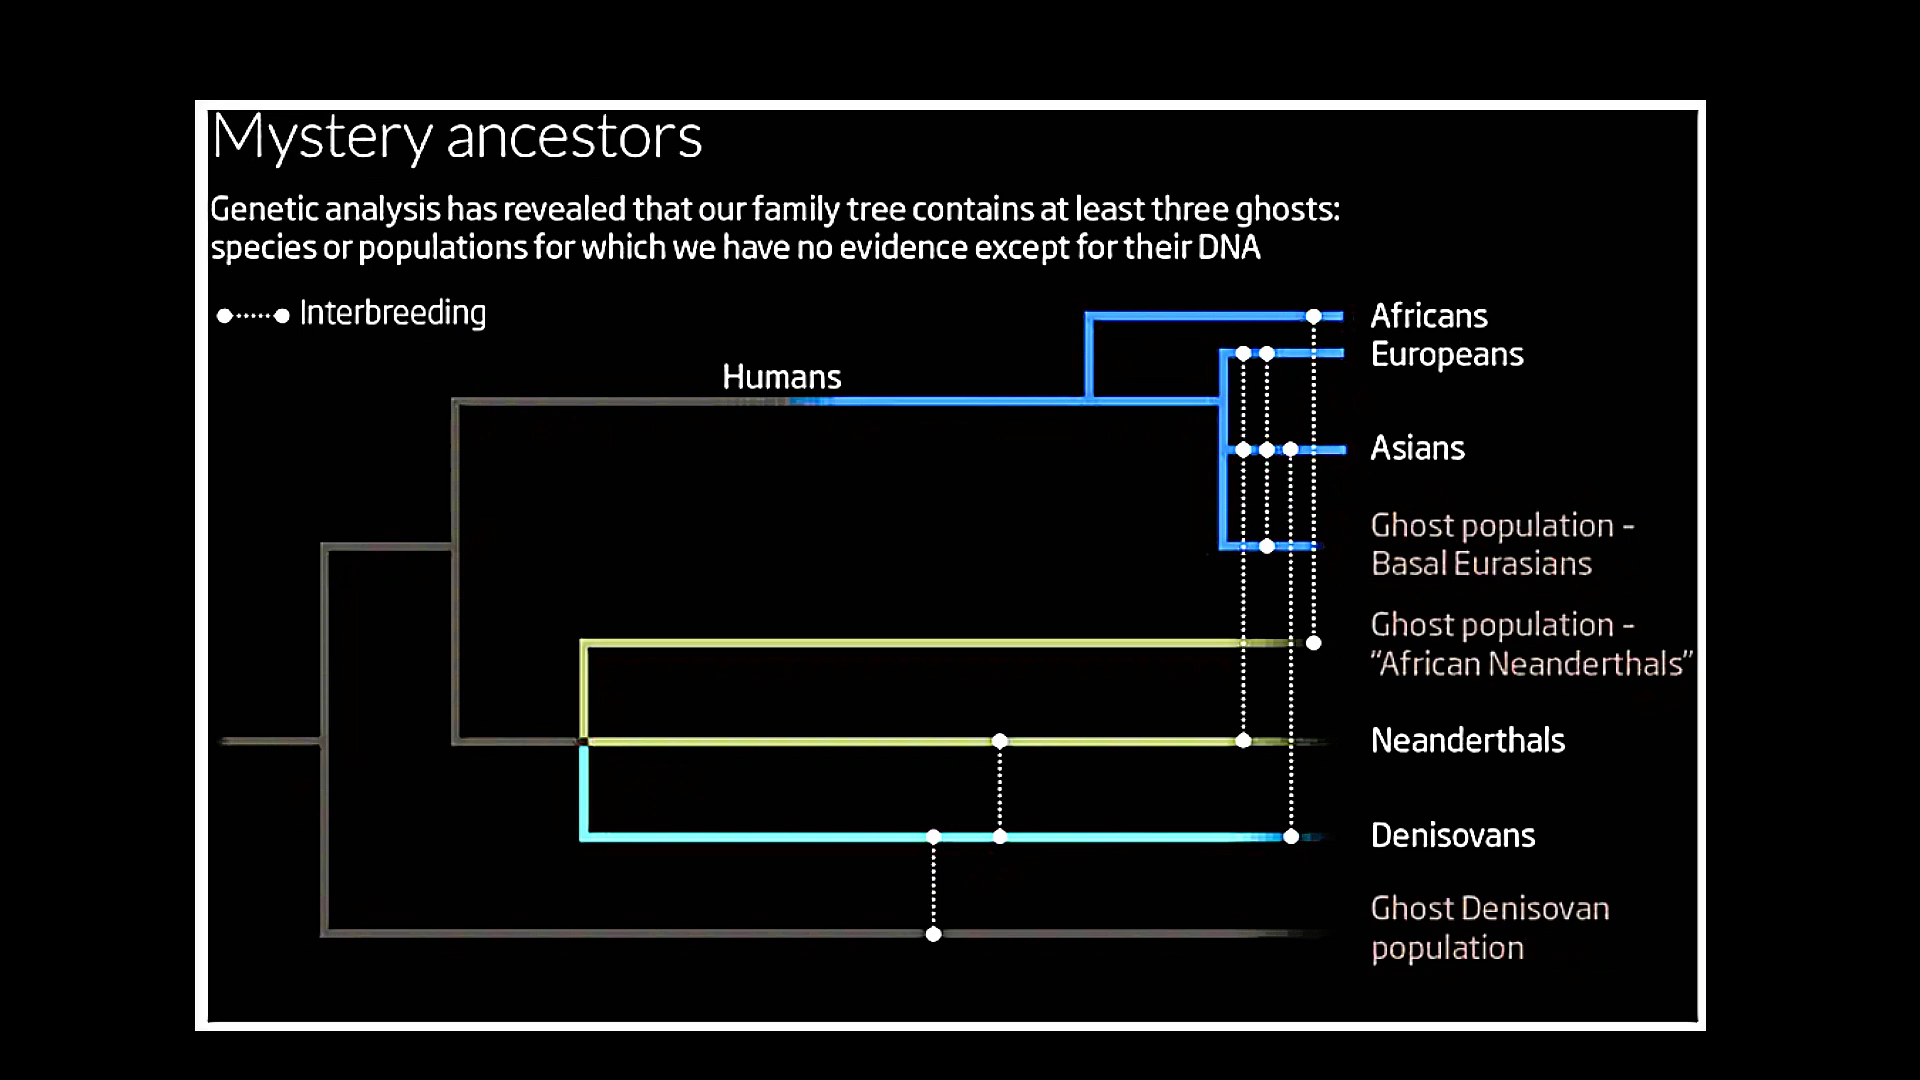 Mystery ancestors
Genetic analysis has revealed that our family tree contains at least three ghosts:
species or populations for which we have no evidence except for their DNA
Interbreeding
Humans
Africans
Europeans
Asians
Ghost population –
Basal Eurasians
Ghost population –
"African Neanderthals"
Neanderthals
Denisovans
Ghost Denisovan
population